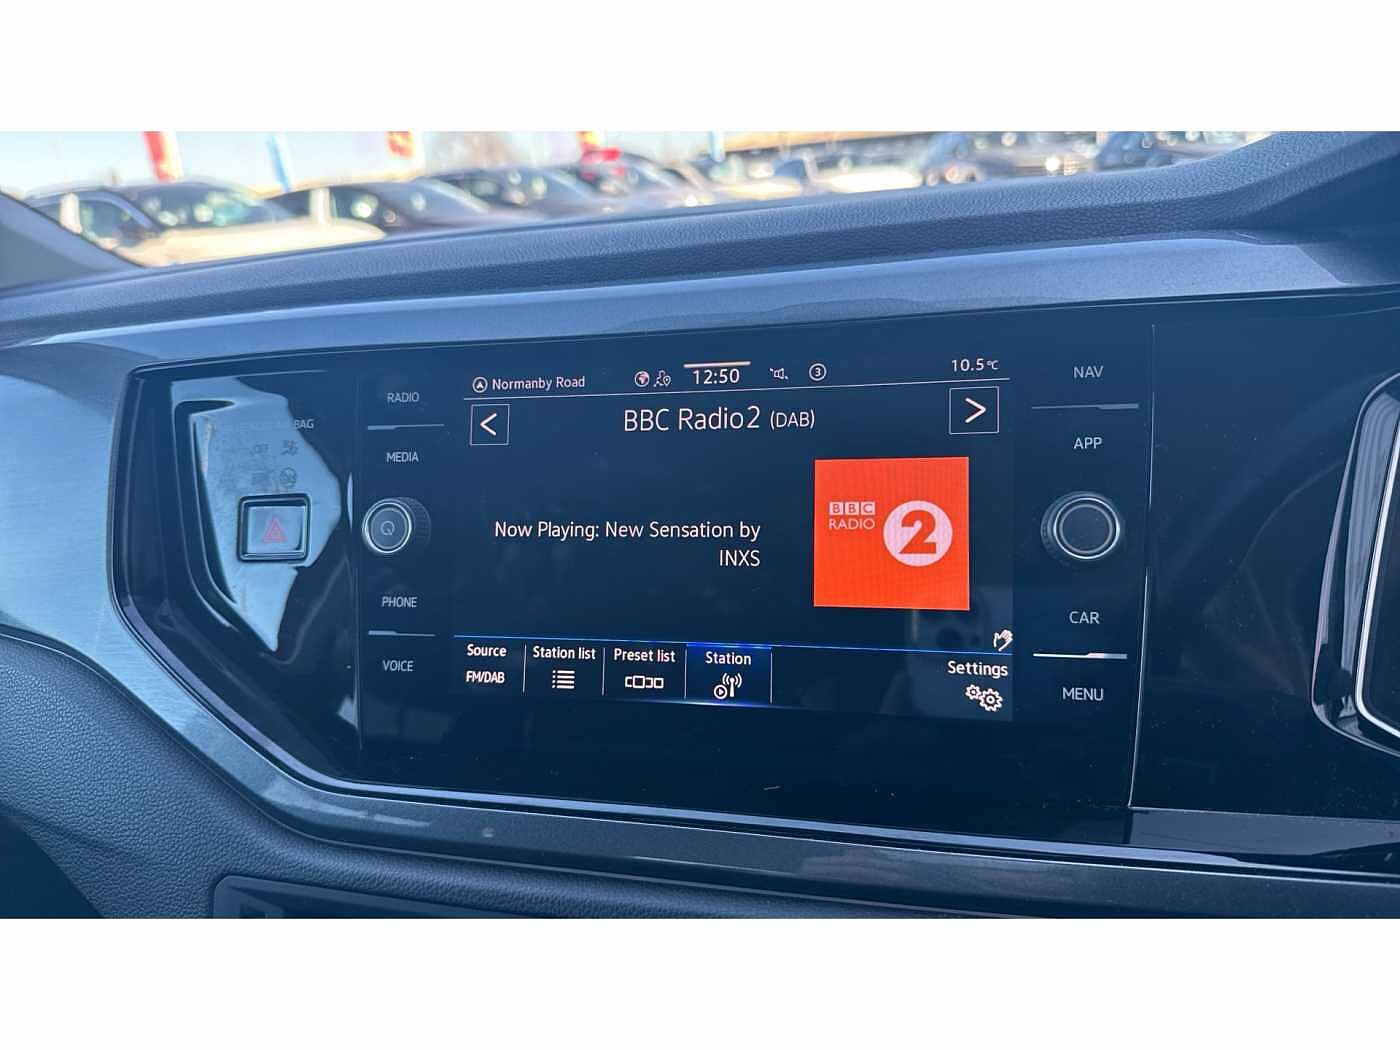 RADIO
MEDIA
PHONE
VOICE
Normanby Road
12:50
3
10.5°C
<
BBC Radio2 (DAB)
>
Now Playing: New Sensation by
INXS
BBC
RADIO
2
Source
FM/DAB
Station list
Preset list
Station
Settings
NAV
APP
CAR
MENU